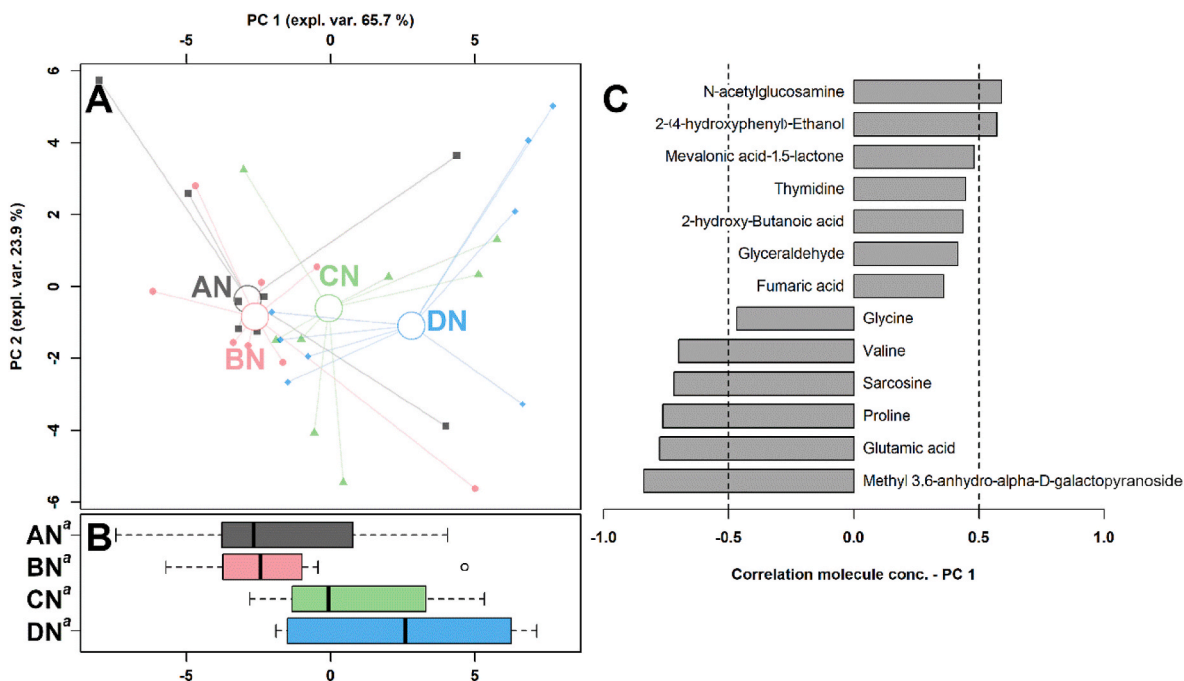 PC 1 (expl. var. 65.7 %)
-5 0 5
A
PC 2 (expl. var. 23.9 %)
6
4
2
0
-2
-4
-6
AN
BN
CN
DN
B
ANa
BNa
CNa
DNa
-5 0 5
C
N-acetylglucosamine
2-(4-hydroxyphenyl)-Ethanol
Mevalonic acid-1.5-lactone
Thymidine
2-hydroxy-Butanoic acid
Glyceraldehyde
Fumaric acid
Glycine
Valine
Sarcosine
Proline
Glutamic acid
Methyl 3.6-anhydro-alpha-D-galactopyranoside
-1.0 -0.5 0.0 0.5 1.0
Correlation molecule conc. - PC 1